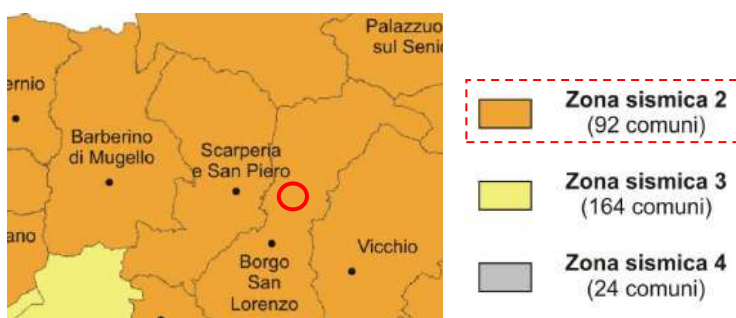 Palazzuo
sul Senio
ernio
Barberino
di Mugello
Scarperia
e San Piero
ano
Borgo
San
Lorenzo
Vicchio
Zona sismica 2
(92 comuni)
Zona sismica 3
(164 comuni)
Zona sismica 4
(24 comuni)